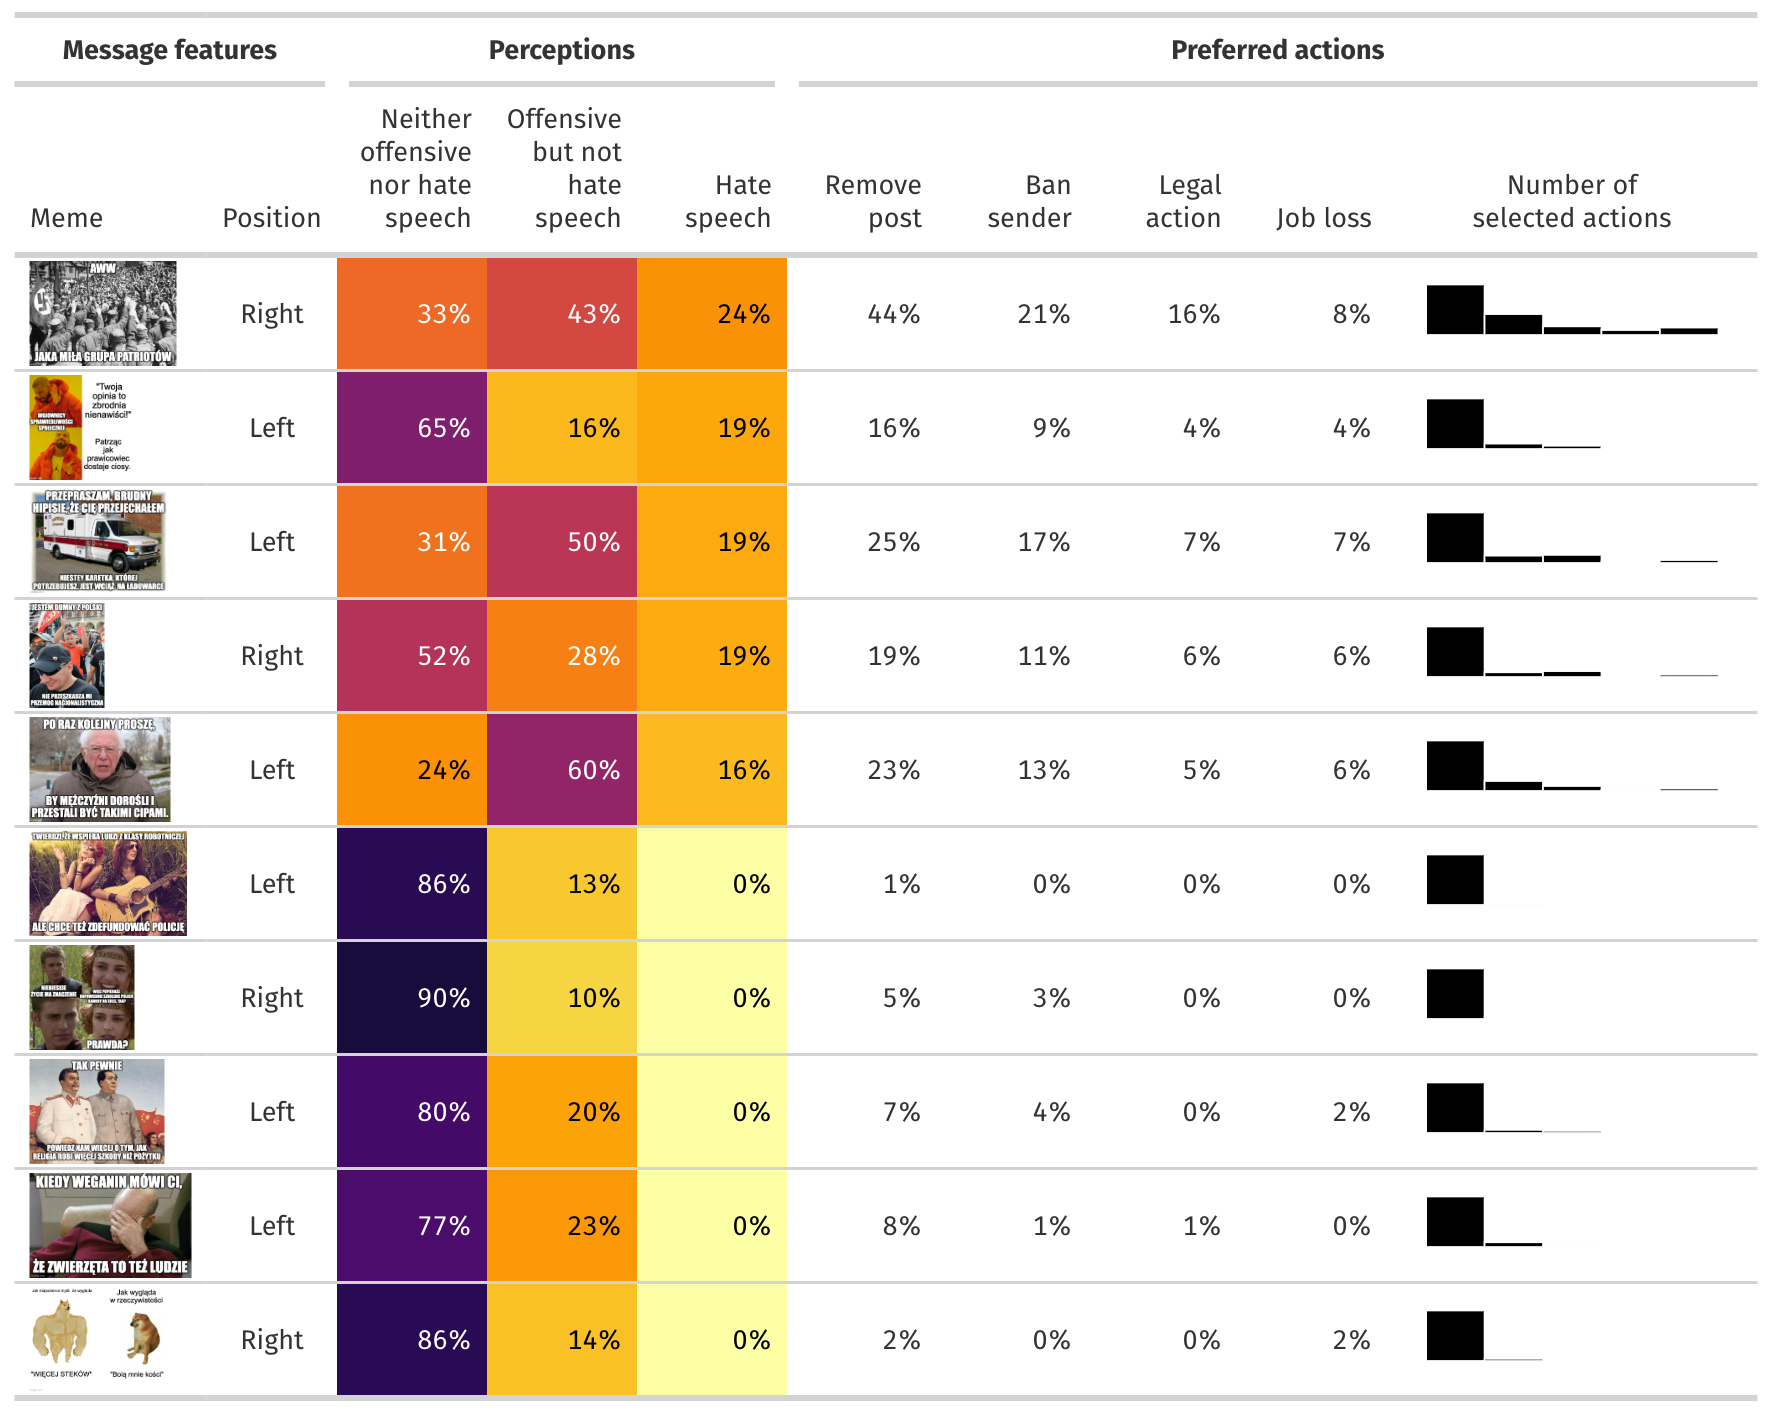 Message features Perceptions Preferred actions
Meme Position Neither offensive nor hate speech Offensive but not hate speech Hate speech Remove post Ban sender Legal action Job loss Number of selected actions
AWW
JAKA MIŁA GRUPA PATRIOTÓW
Right 33% 43% 24% 44% 21% 16% 8%
"Twoja
opinia to
zbrodnia
nienawiści!"
WOJOWNICY
SPRAWIEDLIWOŚCI
SPOŁECZNEJ
Patrząc
jak
prawicowiec
dostaje ciosy.
Left 65% 16% 19% 16% 9% 4% 4%
PRZEPRASZAM, BRUDNY
HIPISIE, ŻE CIĘ PRZEJECHAŁEM
NIESTEY KARETKA, KTÓREJ
POTRZEBUJESZ, JEST WCIĄŻ NA ŁADOWARCE
Left 31% 50% 19% 25% 17% 7% 7%
JESTEM DUMNY Z POLSKI
NIE PRZESZKADZA MI
PRZEMOC NACJONALISTYCZNA
Right 52% 28% 19% 19% 11% 6% 6%
PO RAZ KOLEJNY PROSZĘ,
BY MĘŻCZYŹNI DOROŚLI I
PRZESTALI BYĆ TAKIMI CIPAMI.
Left 24% 60% 16% 23% 13% 5% 6%
TWIERDZI, ŻE WSPIERA LUDZI Z KLASY ROBOTNICZEJ
ALE CHCE TEŻ ZDEFUNDOWAĆ POLICJĘ
Left 86% 13% 0% 1% 0% 0% 0%
NIEBIESKIE
ŻYCIE MA ZNACZENIE
PRAWDA?
Right 90% 10% 0% 5% 3% 0% 0%
TAK PEWNIE
POWIEDZ NAM WIĘCEJ O TYM, JAK
RELIGIA ROBI WIĘCEJ SZKODY NIŻ POŻYTKU
Left 80% 20% 0% 7% 4% 0% 2%
KIEDY WEGANIN MÓWI CI,
ŻE ZWIERZĘTA TO TEŻ LUDZIE
Left 77% 23% 0% 8% 1% 1% 0%
Jak wygląda
w rzeczywistości
"WIĘCEJ STEKÓW" "Bolą mnie kości"
Right 86% 14% 0% 2% 0% 0% 2%